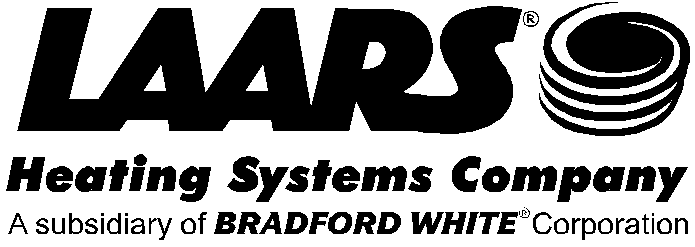 LAARS®
Heating Systems Company
A subsidiary of BRADFORD WHITE® Corporation